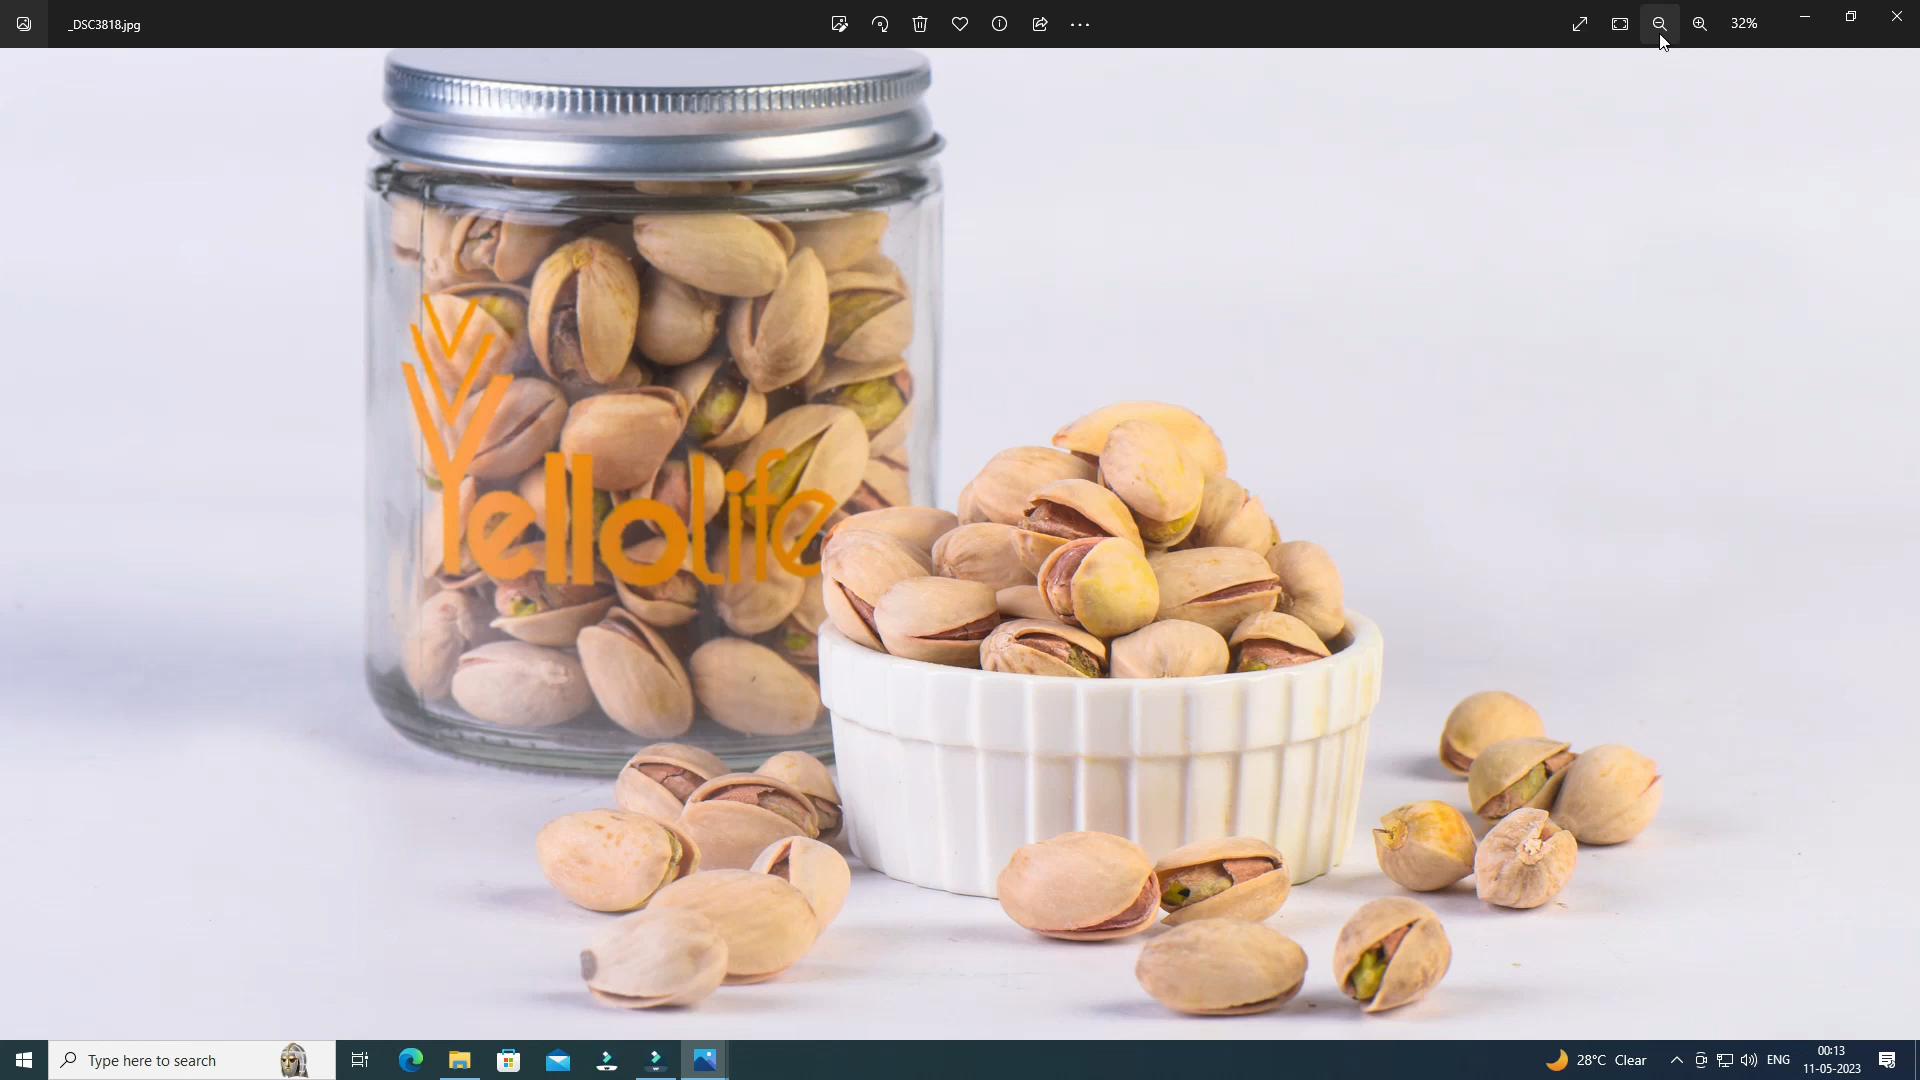 _DSC3818.jpg
32%
Yellolife
Type here to search
28°C Clear
ENG
00:13
11-05-2023